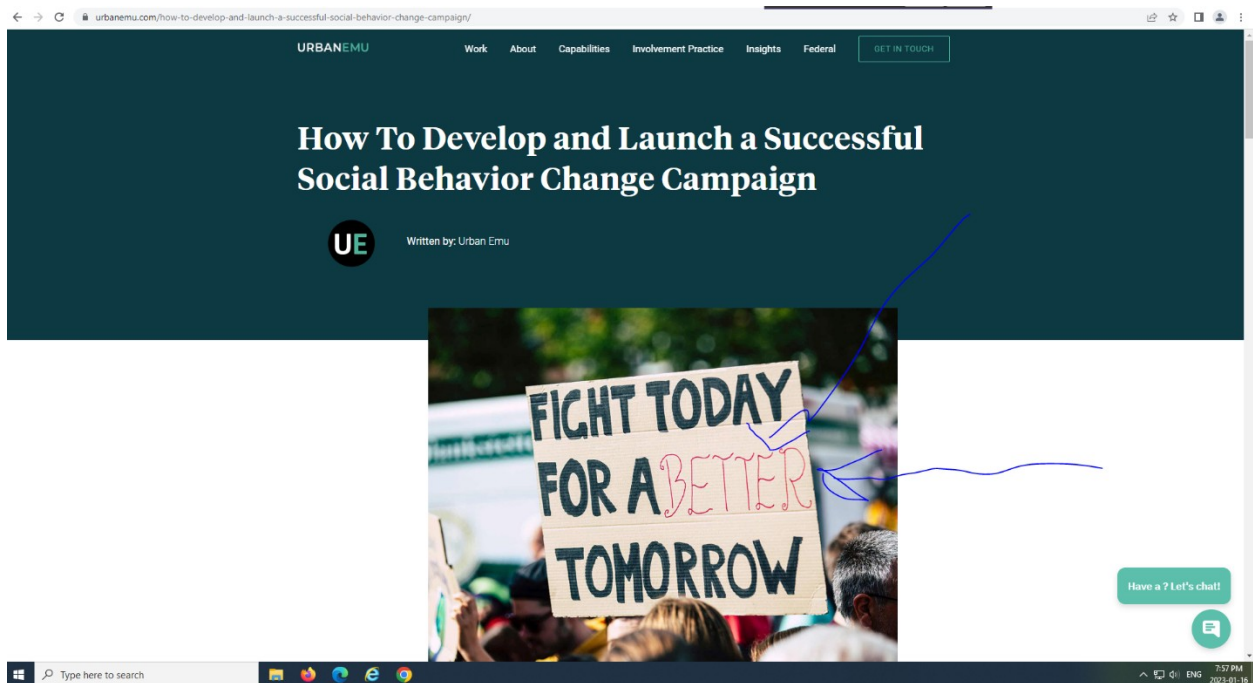 urbanemu.com/how-to-develop-and-launch-a-successful-social-behavior-change-campaign/
URBANEMU Work About Capabilities Involvement Practice Insights Federal GET IN TOUCH
How To Develop and Launch a Successful
Social Behavior Change Campaign
UE Written by: Urban Emu
FIGHT TODAY
FOR A BETTER
TOMORROW
Have a ? Let's chat!
Type here to search ENG 7:57 PM
2023-01-16